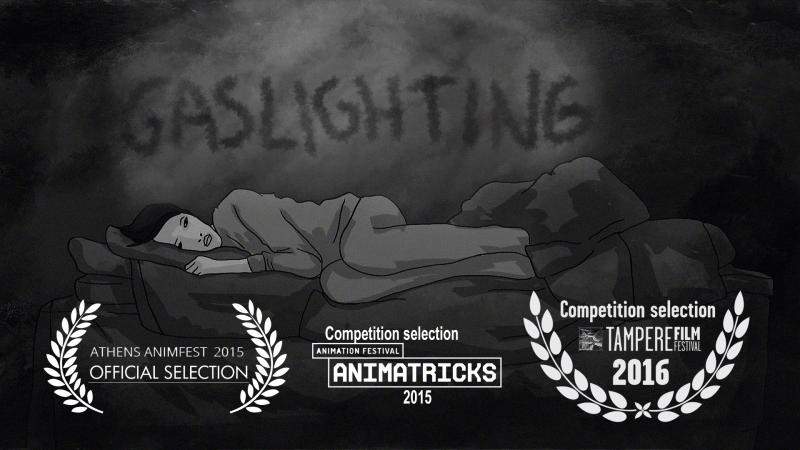 GASLIGHTING
ATHENS ANIMFEST 2015
OFFICIAL SELECTION
Competition selection
ANIMATION FESTIVAL
ANIMATRICKS
2015
Competition selection
TAMPERE FILM
FESTIVAL
2016